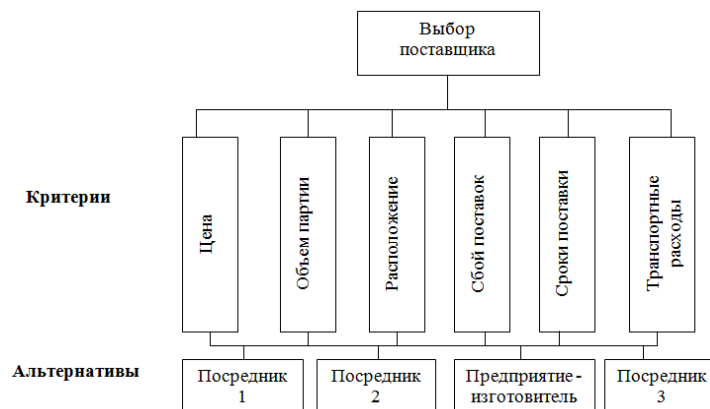 Выбор
поставщика
Критерии
Цена
Объем партии
Расположение
Сбой поставок
Сроки поставки
Транспортные
расходы
Альтернативы
Посредник
1
Посредник
2
Предприятие-
изготовитель
Посредник
3